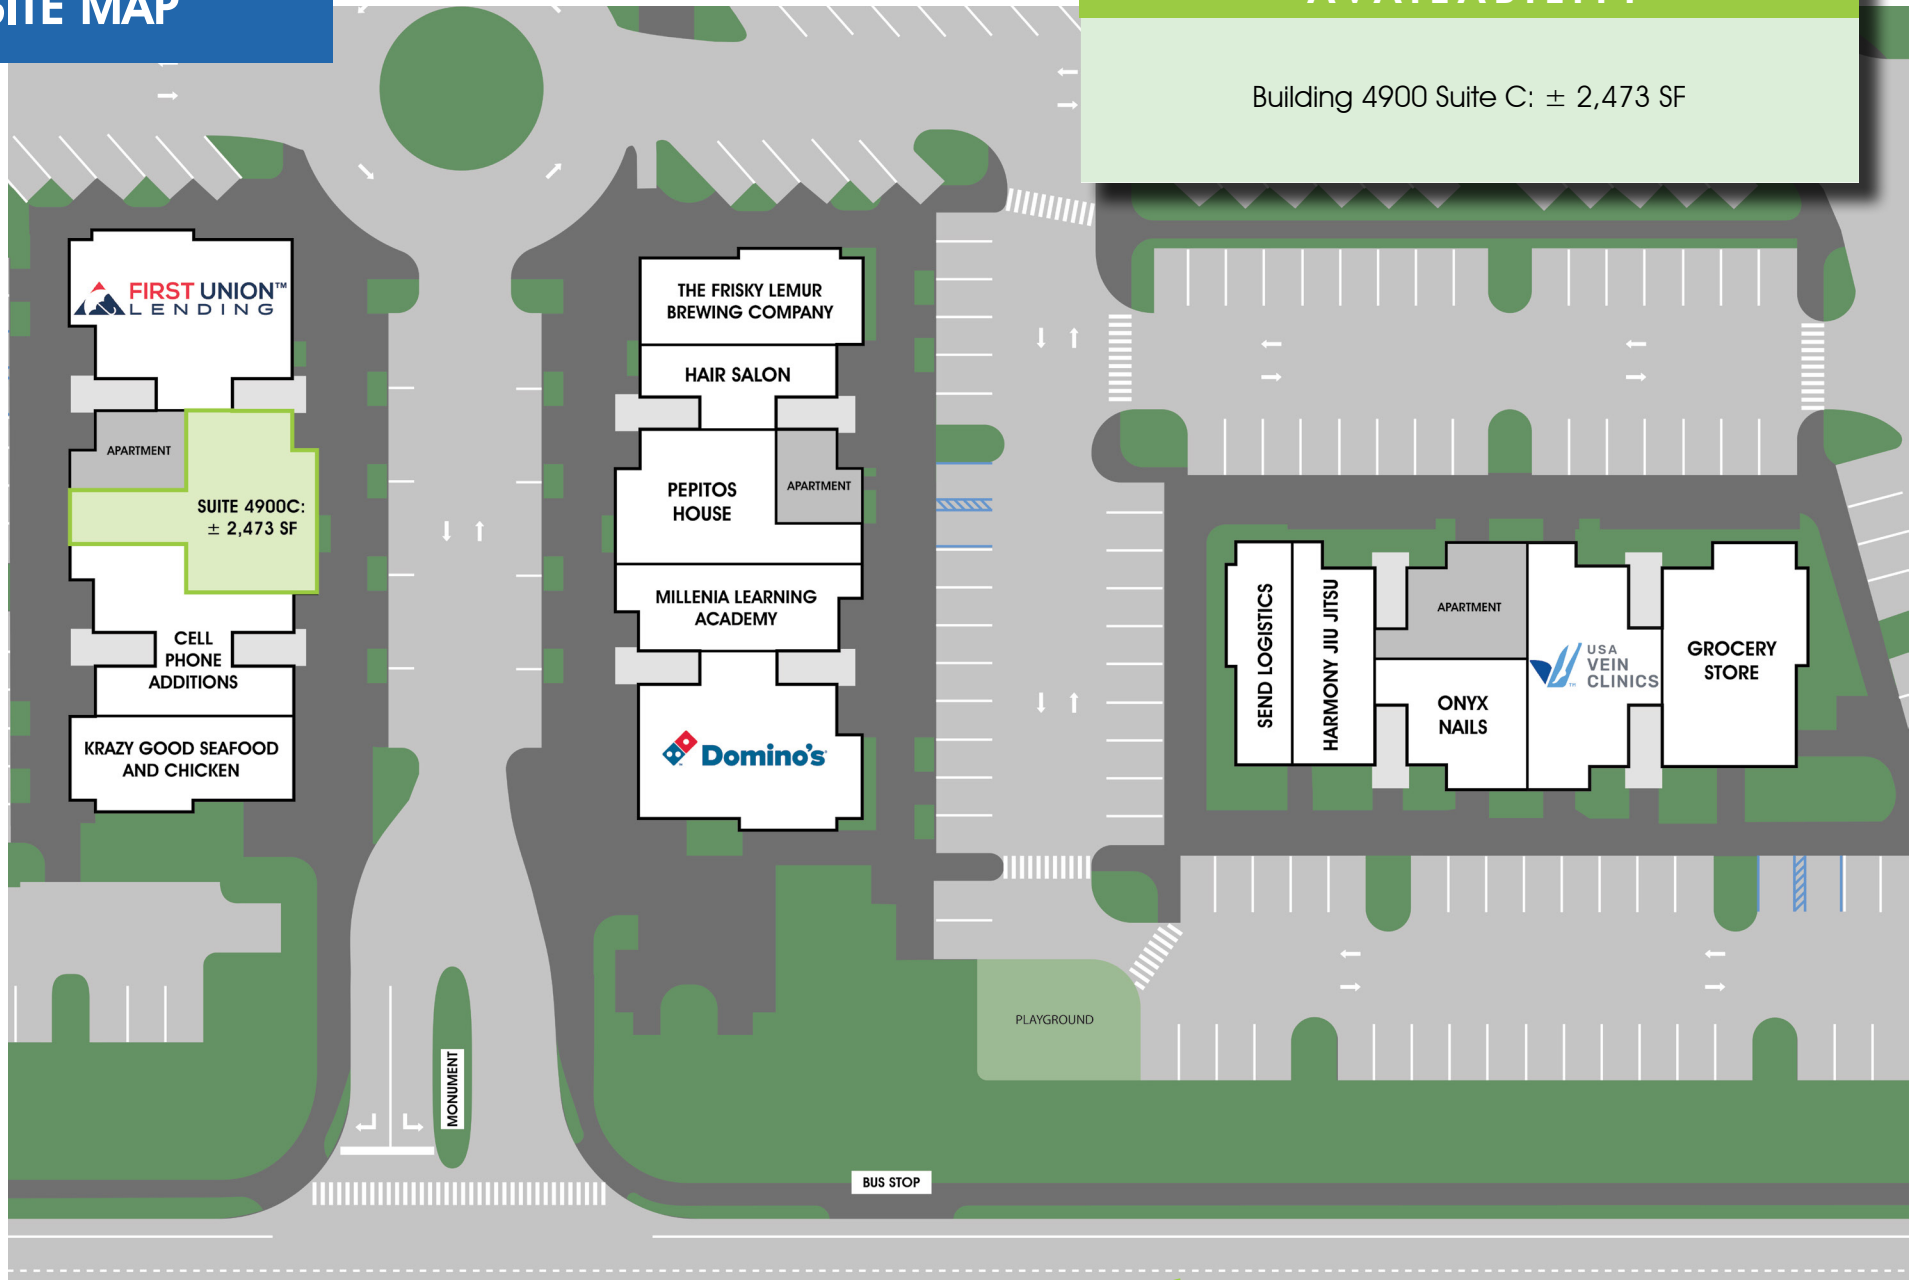 SITE MAP
AVAILABILITY
Building 4900 Suite C: ± 2,473 SF
FIRST UNION™
LENDING
APARTMENT
SUITE 4900C:
± 2,473 SF
CELL
PHONE
ADDITIONS
KRAZY GOOD SEAFOOD
AND CHICKEN
THE FRISKY LEMUR
BREWING COMPANY
HAIR SALON
PEPITOS
HOUSE
APARTMENT
MILLENIA LEARNING
ACADEMY
Domino's
SEND LOGISTICS
HARMONY JIU JITSU
APARTMENT
ONYX
NAILS
USA
VEIN
CLINICS
GROCERY
STORE
PLAYGROUND
MONUMENT
BUS STOP